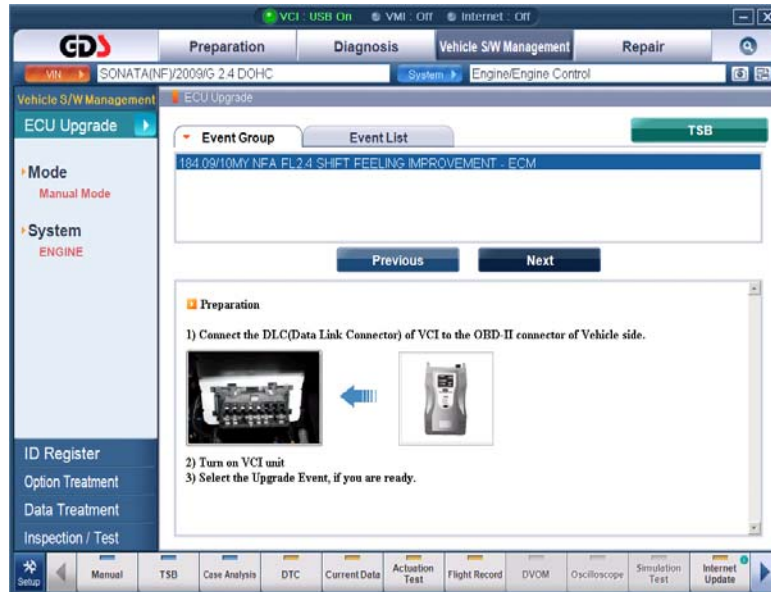 VCI : USB On VMI : Off Internet : Off
GDS Preparation Diagnosis Vehicle S/W Management Repair
VIN SONATA(NF)/2009/G 2.4 DOHC System Engine/Engine Control
Vehicle S/W Management
ECU Upgrade
ECU Upgrade
Event Group Event List TSB
184.09/10MY NFA FL2.4 SHIFT FEELING IMPROVEMENT - ECM
Mode
Manual Mode
System
ENGINE
Previous Next
Preparation
1) Connect the DLC(Data Link Connector) of VCI to the OBD-II connector of Vehicle side.
2) Turn on VCI unit
3) Select the Upgrade Event, if you are ready.
ID Register
Option Treatment
Data Treatment
Inspection / Test
Setup Manual TSB Case Analysis DTC Current Data Actuation Test Flight Record DVOM Oscilloscope Simulation Test Internet Update